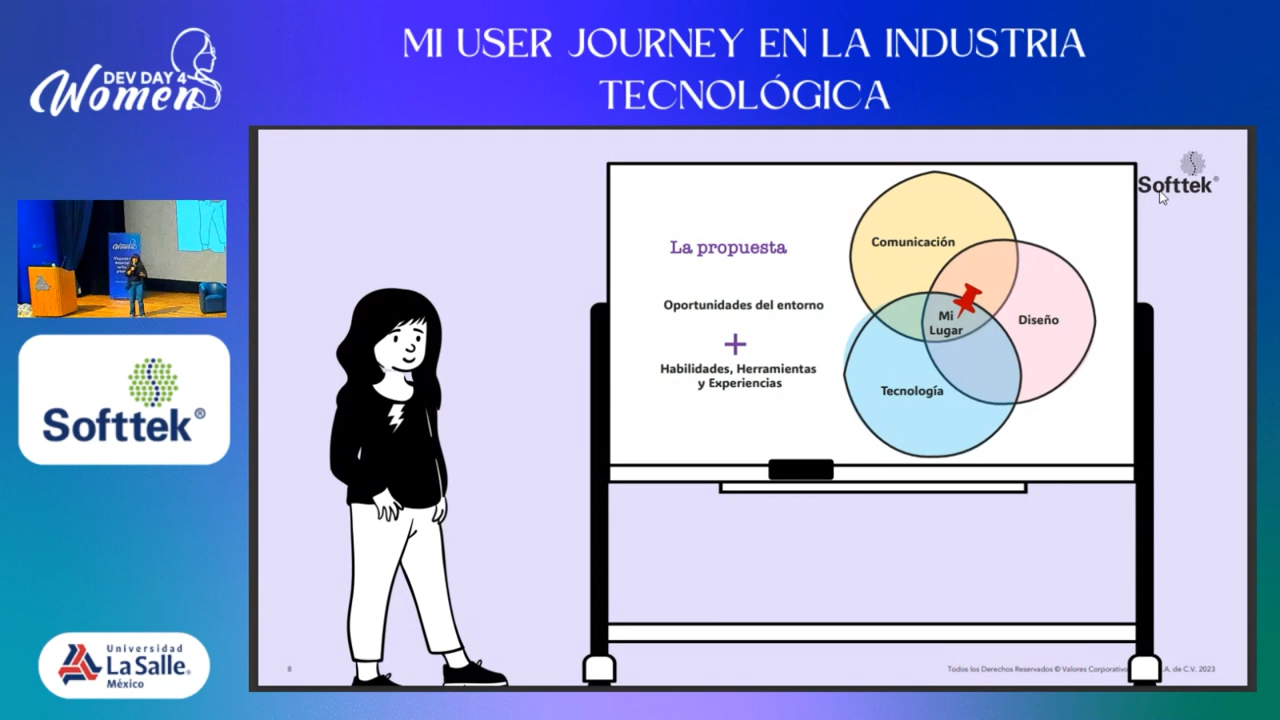 MI USER JOURNEY EN LA INDUSTRIA
TECNOLÓGICA
DEV DAY 4
Women
Softtek®
Universidad
La Salle®
México
Softtek®
La propuesta
Oportunidades del entorno
+
Habilidades, Herramientas
y Experiencias
Comunicación
Mi
Lugar
Diseño
Tecnología
8
Todos los Derechos Reservados © Valores Corporativo
.A. de C.V. 2023